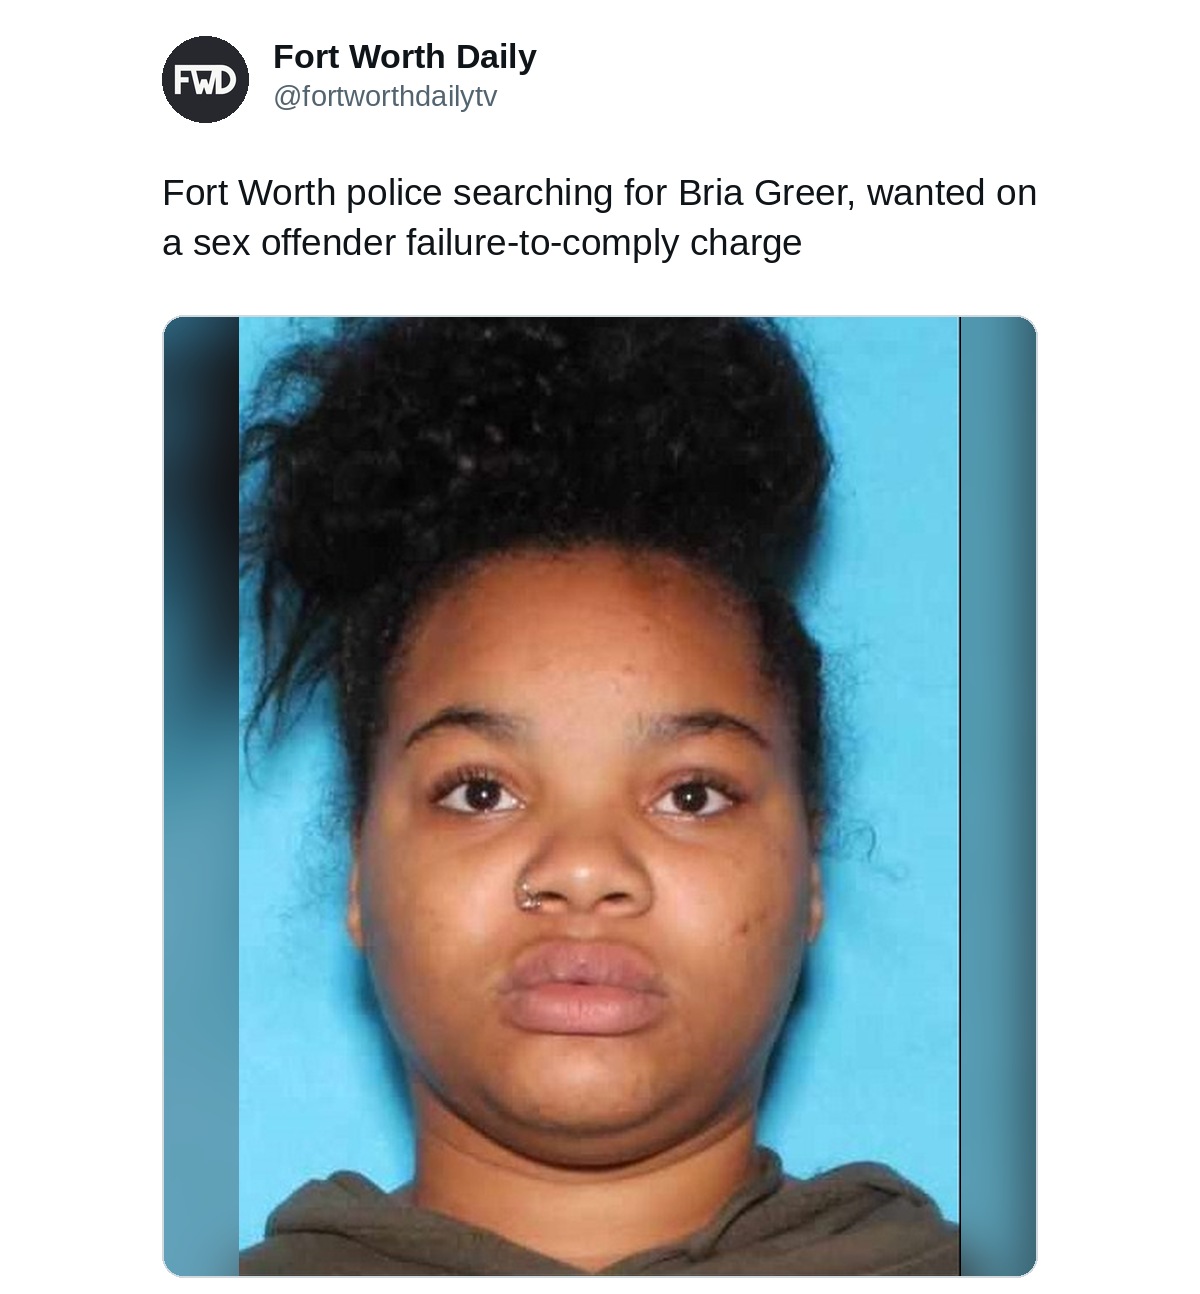 FWD
Fort Worth Daily
@fortworthdailytv
Fort Worth police searching for Bria Greer, wanted on
a sex offender failure-to-comply charge